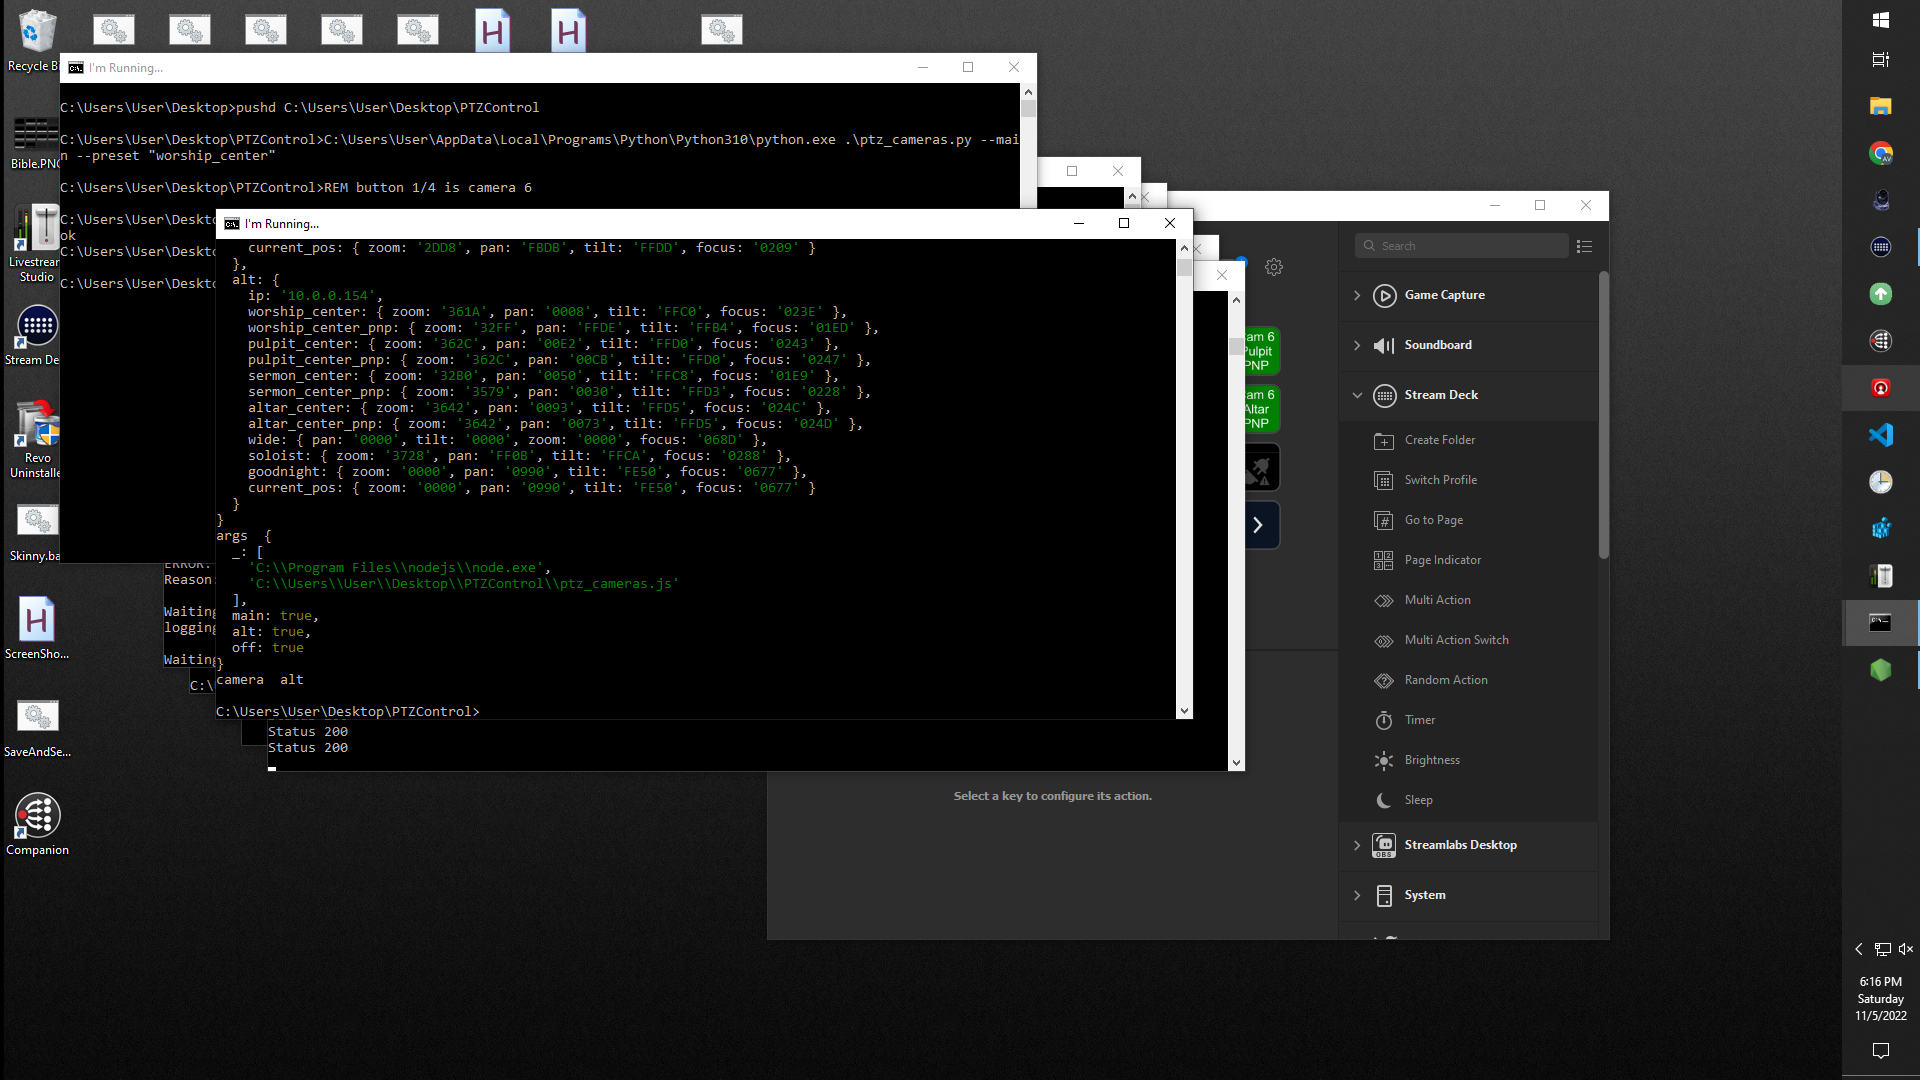 Recycle Bi
Bible.PNG
Livestream
Studio
Stream De
Revo
Uninstalle
Skinny.ba
ScreenSho...
SaveAndSe...
Companion
I'm Running...
C:\Users\User\Desktop>pushd C:\Users\User\Desktop\PTZControl
C:\Users\User\Desktop\PTZControl>C:\Users\User\AppData\Local\Programs\Python\Python310\python.exe .\ptz_cameras.py --mai
n --preset "worship_center"
C:\Users\User\Desktop\PTZControl>REM button 1/4 is camera 6
C:\Users\User\Deskto
ok
C:\Users\User\Deskto
C:\Users\User\Deskto
I'm Running...
current_pos: { zoom: '2DD8', pan: 'FBDB', tilt: 'FFDD', focus: '0209' }
},
alt: {
ip: '10.0.0.154',
worship_center: { zoom: '361A', pan: '0008', tilt: 'FFC0', focus: '023E' },
worship_center_pnp: { zoom: '32FF', pan: 'FFDE', tilt: 'FFB4', focus: '01ED' },
pulpit_center: { zoom: '362C', pan: '00E2', tilt: 'FFD0', focus: '0243' },
pulpit_center_pnp: { zoom: '362C', pan: '00CB', tilt: 'FFD0', focus: '0247' },
sermon_center: { zoom: '32B0', pan: '0050', tilt: 'FFC8', focus: '01E9' },
sermon_center_pnp: { zoom: '3579', pan: '0030', tilt: 'FFD3', focus: '0228' },
altar_center: { zoom: '3642', pan: '0093', tilt: 'FFD5', focus: '024C' },
altar_center_pnp: { zoom: '3642', pan: '0073', tilt: 'FFD5', focus: '024D' },
wide: { pan: '0000', tilt: '0000', zoom: '0000', focus: '068D' },
soloist: { zoom: '3728', pan: 'FF0B', tilt: 'FFCA', focus: '0288' },
goodnight: { zoom: '0000', pan: '0990', tilt: 'FE50', focus: '0677' },
current_pos: { zoom: '0000', pan: '0990', tilt: 'FE50', focus: '0677' }
}
}
args  {
_: [
'C:\\Program Files\\nodejs\\node.exe',
'C:\\Users\\User\\Desktop\\PTZControl\\ptz_cameras.js'
],
main: true,
alt: true,
off: true
}
camera  alt
C:\Users\User\Desktop\PTZControl>
ERROR:
Reason:
Waiting
logging
Waiting
C:\
Status 200
Status 200
am 6
Pulpit
PNP
am 6
Altar
PNP
Select a key to configure its action.
Search
Game Capture
Soundboard
Stream Deck
Create Folder
Switch Profile
Go to Page
Page Indicator
Multi Action
Multi Action Switch
Random Action
Timer
Brightness
Sleep
Streamlabs Desktop
System
6:16 PM
Saturday
11/5/2022